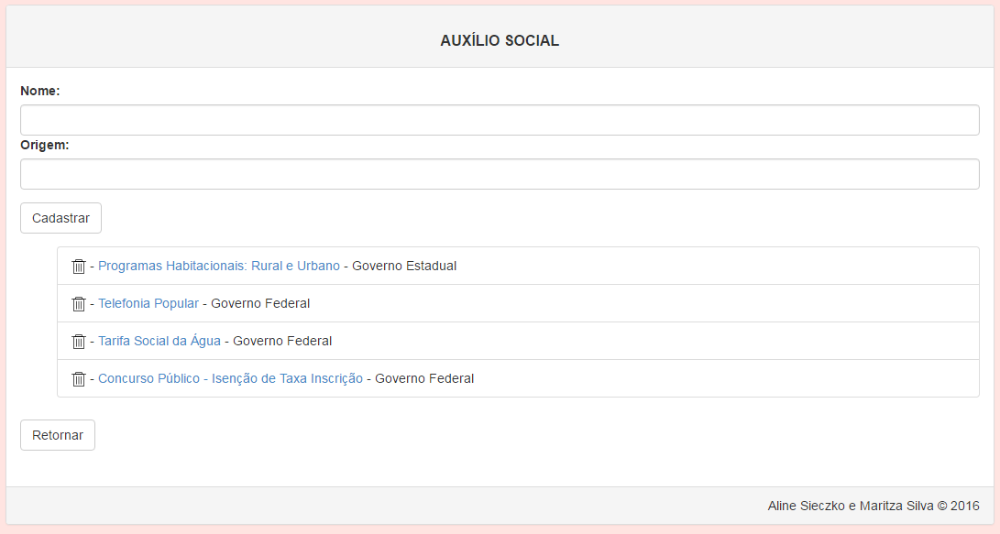 AUXÍLIO SOCIAL
Nome:
Origem:
Cadastrar
- Programas Habitacionais: Rural e Urbano - Governo Estadual
- Telefonia Popular - Governo Federal
- Tarifa Social da Água - Governo Federal
- Concurso Público - Isenção de Taxa Inscrição - Governo Federal
Retornar
Aline Sieczko e Maritza Silva © 2016